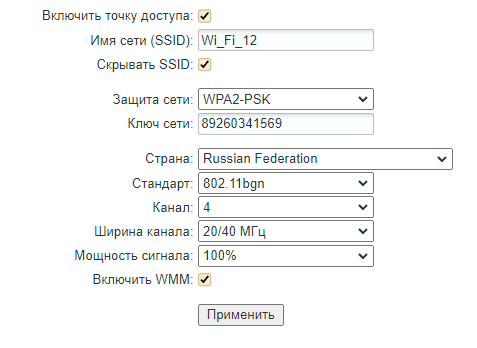 Включить точку доступа:
Имя сети (SSID): Wi_Fi_12
Скрывать SSID:
Защита сети: WPA2-PSK
Ключ сети: 89260341569
Страна: Russian Federation
Стандарт: 802.11bgn
Канал: 4
Ширина канала: 20/40 МГц
Мощность сигнала: 100%
Включить WMM:
Применить